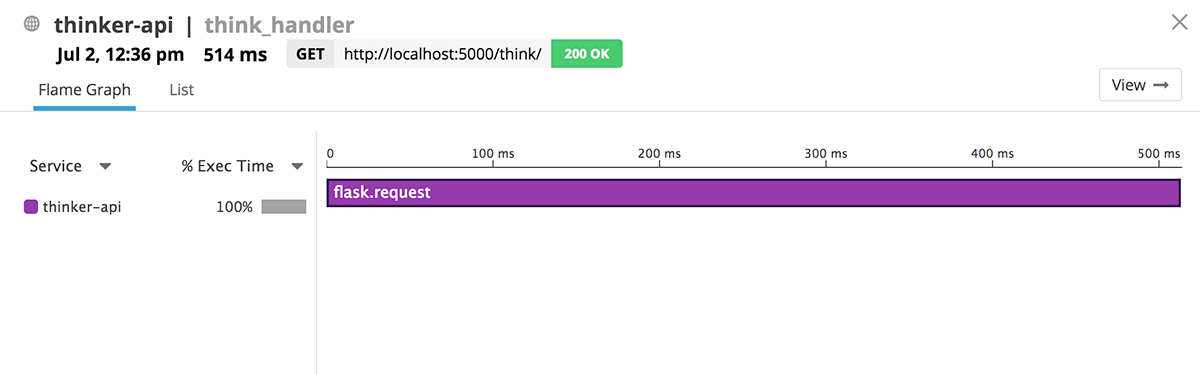 thinker-api | think_handler
Jul 2, 12:36 pm 514 ms GET http://localhost:5000/think/ 200 OK
Flame Graph List View →
0 100 ms 200 ms 300 ms 400 ms 500 ms
Service % Exec Time
flask.request
thinker-api 100%